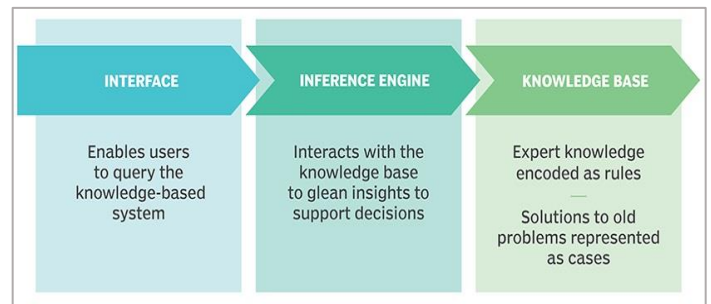 INTERFACE
Enables users
to query the
knowledge-based
system
INFERENCE ENGINE
Interacts with the
knowledge base
to glean insights to
support decisions
KNOWLEDGE BASE
Expert knowledge
encoded as rules
Solutions to old
problems represented
as cases